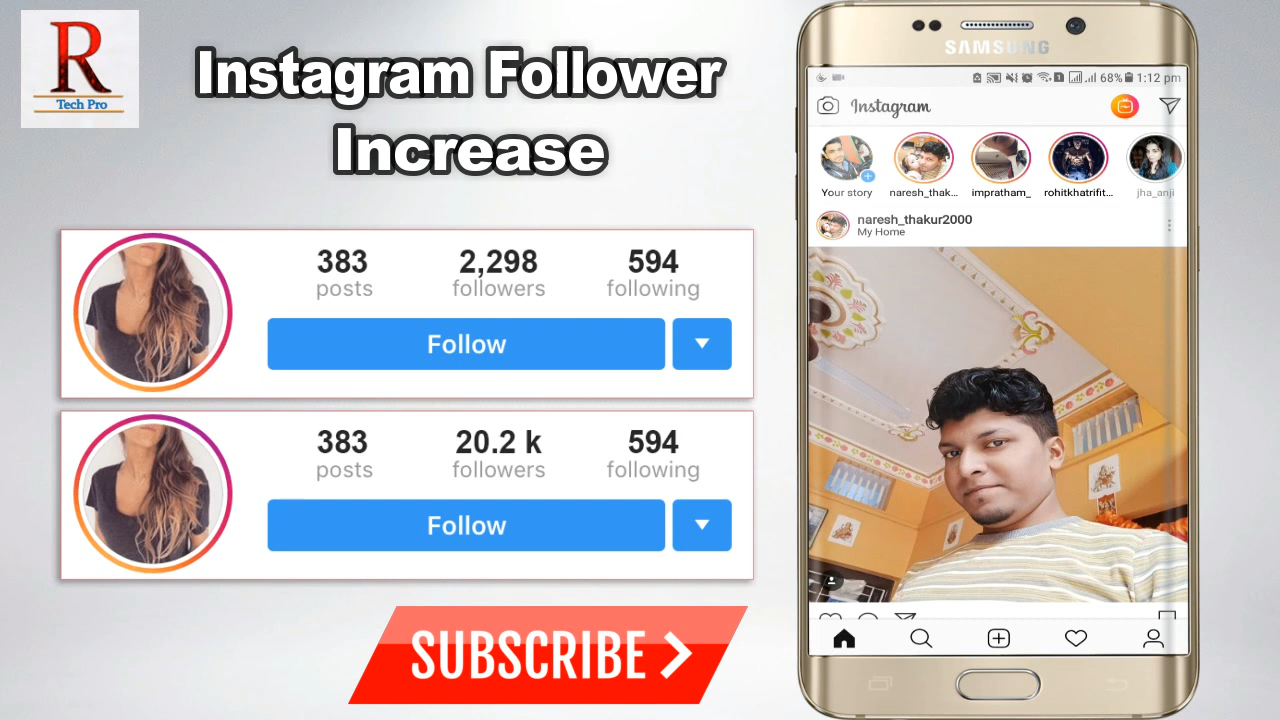 R
Tech Pro
Instagram Follower
Increase
383 2,298 594
posts followers following
Follow
383 20.2 k 594
posts followers following
Follow
SUBSCRIBE
SAMSUNG
68% 1:12 pm
Instagram
Your story naresh_thak... impratham_ rohitkhatrifit... jha_anji
naresh_thakur2000
My Home